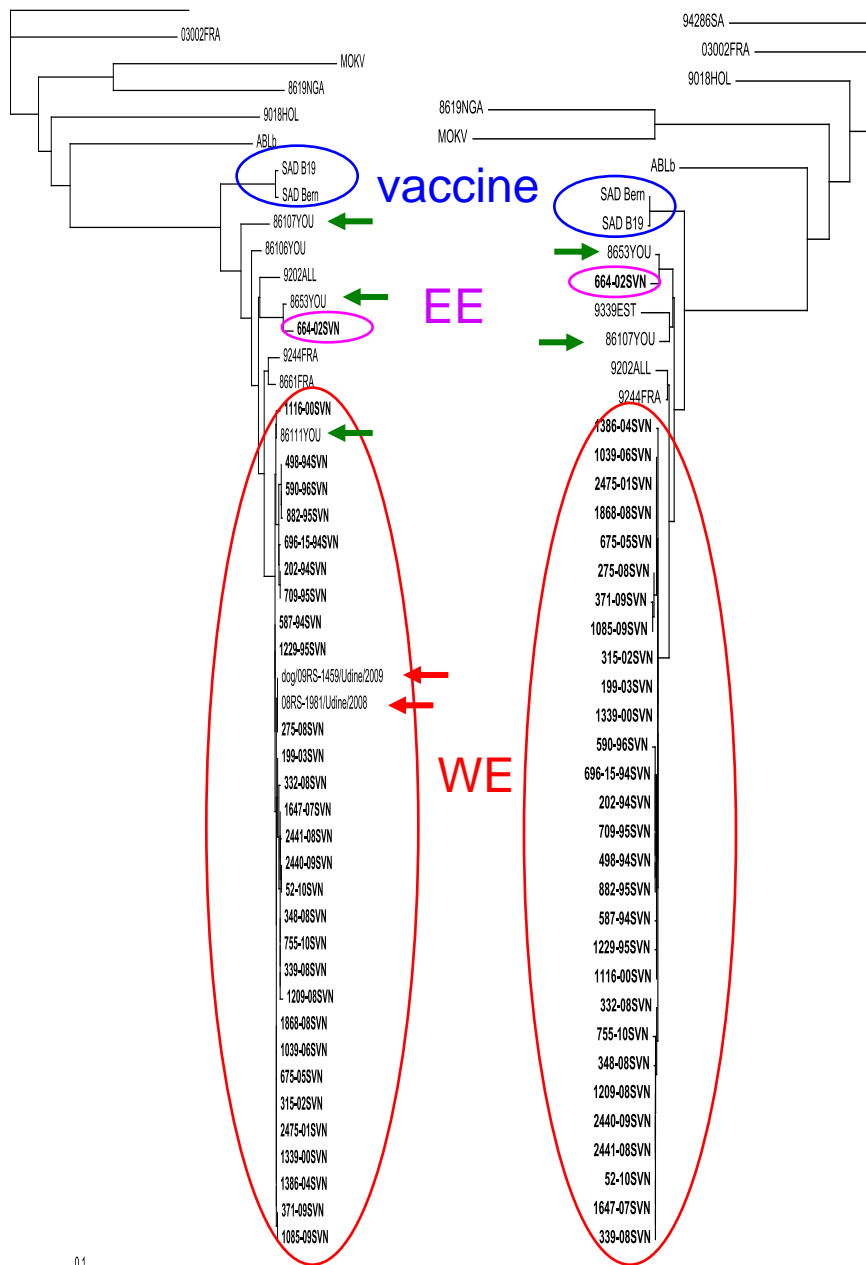 03002FRA
MOKV
8619NGA
9018HOL
ABLb
SAD B19
SAD Bern
86107YOU
86106YOU
9202ALL
8653YOU
664-02SVN
9244FRA
8661FRA
1116-00SVN
86111YOU
498-94SVN
590-96SVN
882-95SVN
696-15-94SVN
202-94SVN
709-95SVN
587-94SVN
1229-95SVN
dog/09RS-1459/Udine/2009
08RS-1981/Udine/2008
275-08SVN
199-03SVN
332-08SVN
1647-07SVN
2441-08SVN
2440-09SVN
52-10SVN
348-08SVN
755-10SVN
339-08SVN
1209-08SVN
1868-08SVN
1039-06SVN
675-05SVN
315-02SVN
2475-01SVN
1339-00SVN
1386-04SVN
371-09SVN
1085-09SVN
0.1
vaccine
EE
WE
94286SA
03002FRA
9018HOL
8619NGA
MOKV
ABLb
SAD Bern
SAD B19
8653YOU
664-02SVN
9339EST
86107YOU
9202ALL
9244FRA
1386-04SVN
1039-06SVN
2475-01SVN
1868-08SVN
675-05SVN
275-08SVN
371-09SVN
1085-09SVN
315-02SVN
199-03SVN
1339-00SVN
590-96SVN
696-15-94SVN
202-94SVN
709-95SVN
498-94SVN
882-95SVN
587-94SVN
1229-95SVN
1116-00SVN
332-08SVN
755-10SVN
348-08SVN
1209-08SVN
2440-09SVN
2441-08SVN
52-10SVN
1647-07SVN
339-08SVN